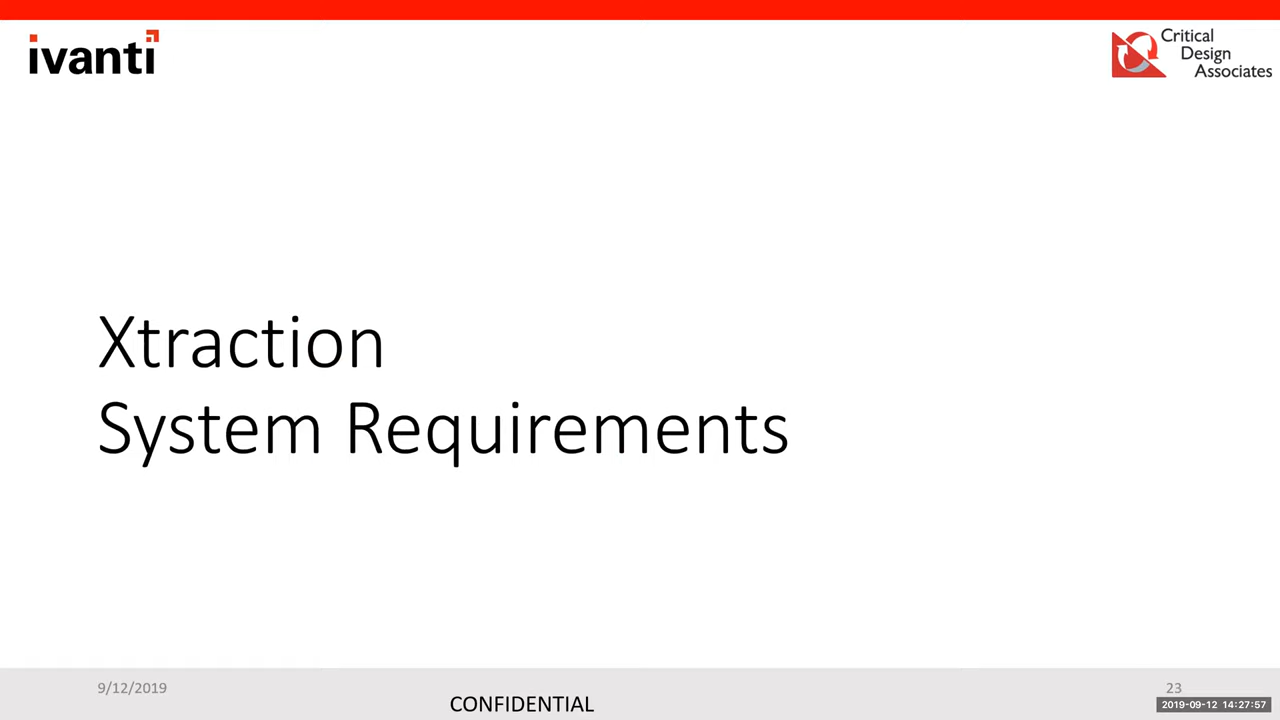 ivanti
Critical
Design
Associates
Xtraction
System Requirements
9/12/2019
CONFIDENTIAL
23
2019-09-12 14:27:57